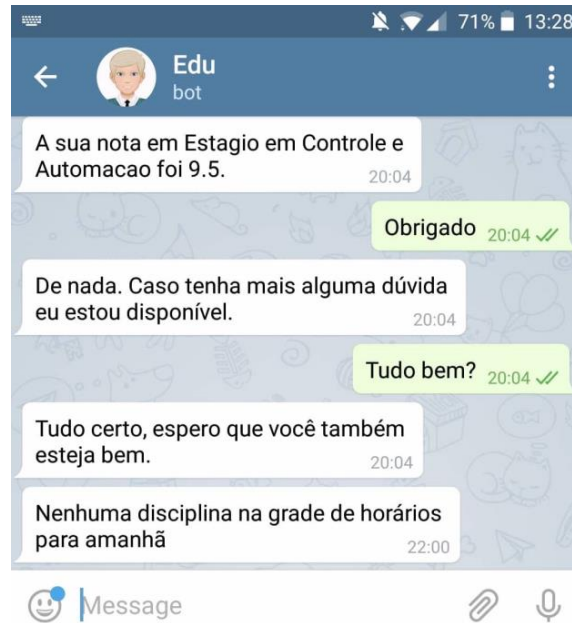 71% 13:28
Edu
bot
A sua nota em Estagio em Controle e
Automacao foi 9.5.
20:04
Obrigado 20:04
De nada. Caso tenha mais alguma dúvida
eu estou disponível.
20:04
Tudo bem? 20:04
Tudo certo, espero que você também
esteja bem.
20:04
Nenhuma disciplina na grade de horários
para amanhã
22:00
Message